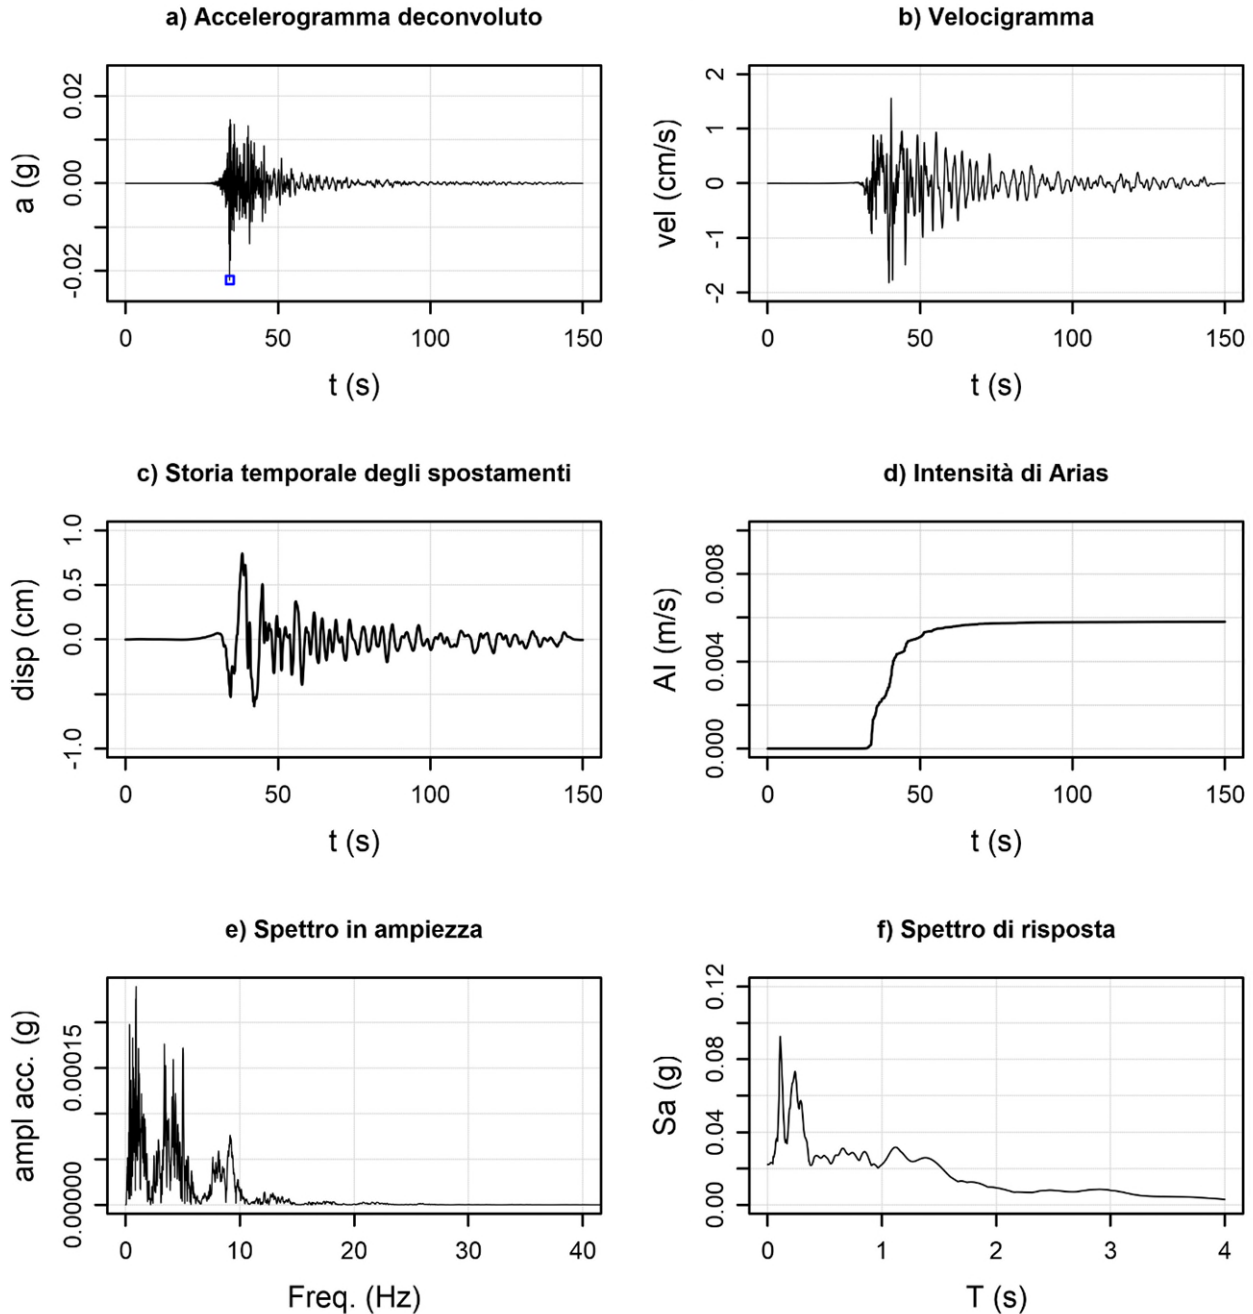 a) Accelerogramma deconvoluto
a (g)
0.02
0.00
-0.02
0 50 100 150
t (s)
b) Velocigramma
vel (cm/s)
2
1
0
-1
-2
0 50 100 150
t (s)
c) Storia temporale degli spostamenti
disp (cm)
1.0
0.5
0.0
-1.0
0 50 100 150
t (s)
d) Intensità di Arias
AI (m/s)
0.008
0.004
0.000
0 50 100 150
t (s)
e) Spettro in ampiezza
ampl acc. (g)
0.00015
0.00000
0 10 20 30 40
Freq. (Hz)
f) Spettro di risposta
Sa (g)
0.12
0.08
0.04
0.00
0 1 2 3 4
T (s)